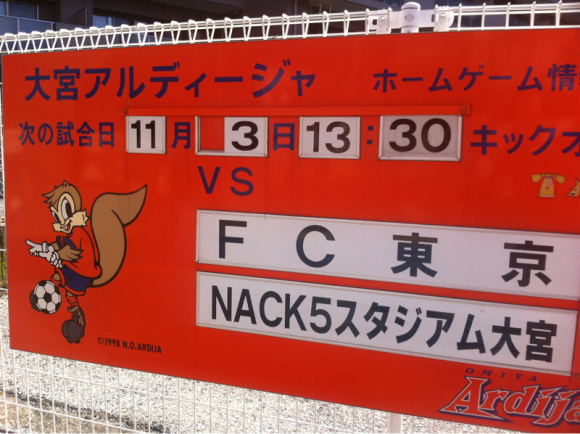 大宮アルディージャ ホームゲーム情
次の試合日 11月 3日 13:30 キックオ
VS
FC東京
NACK5スタジアム大宮
©1998 N.O.ARDIJA
OMIYA
Ardija